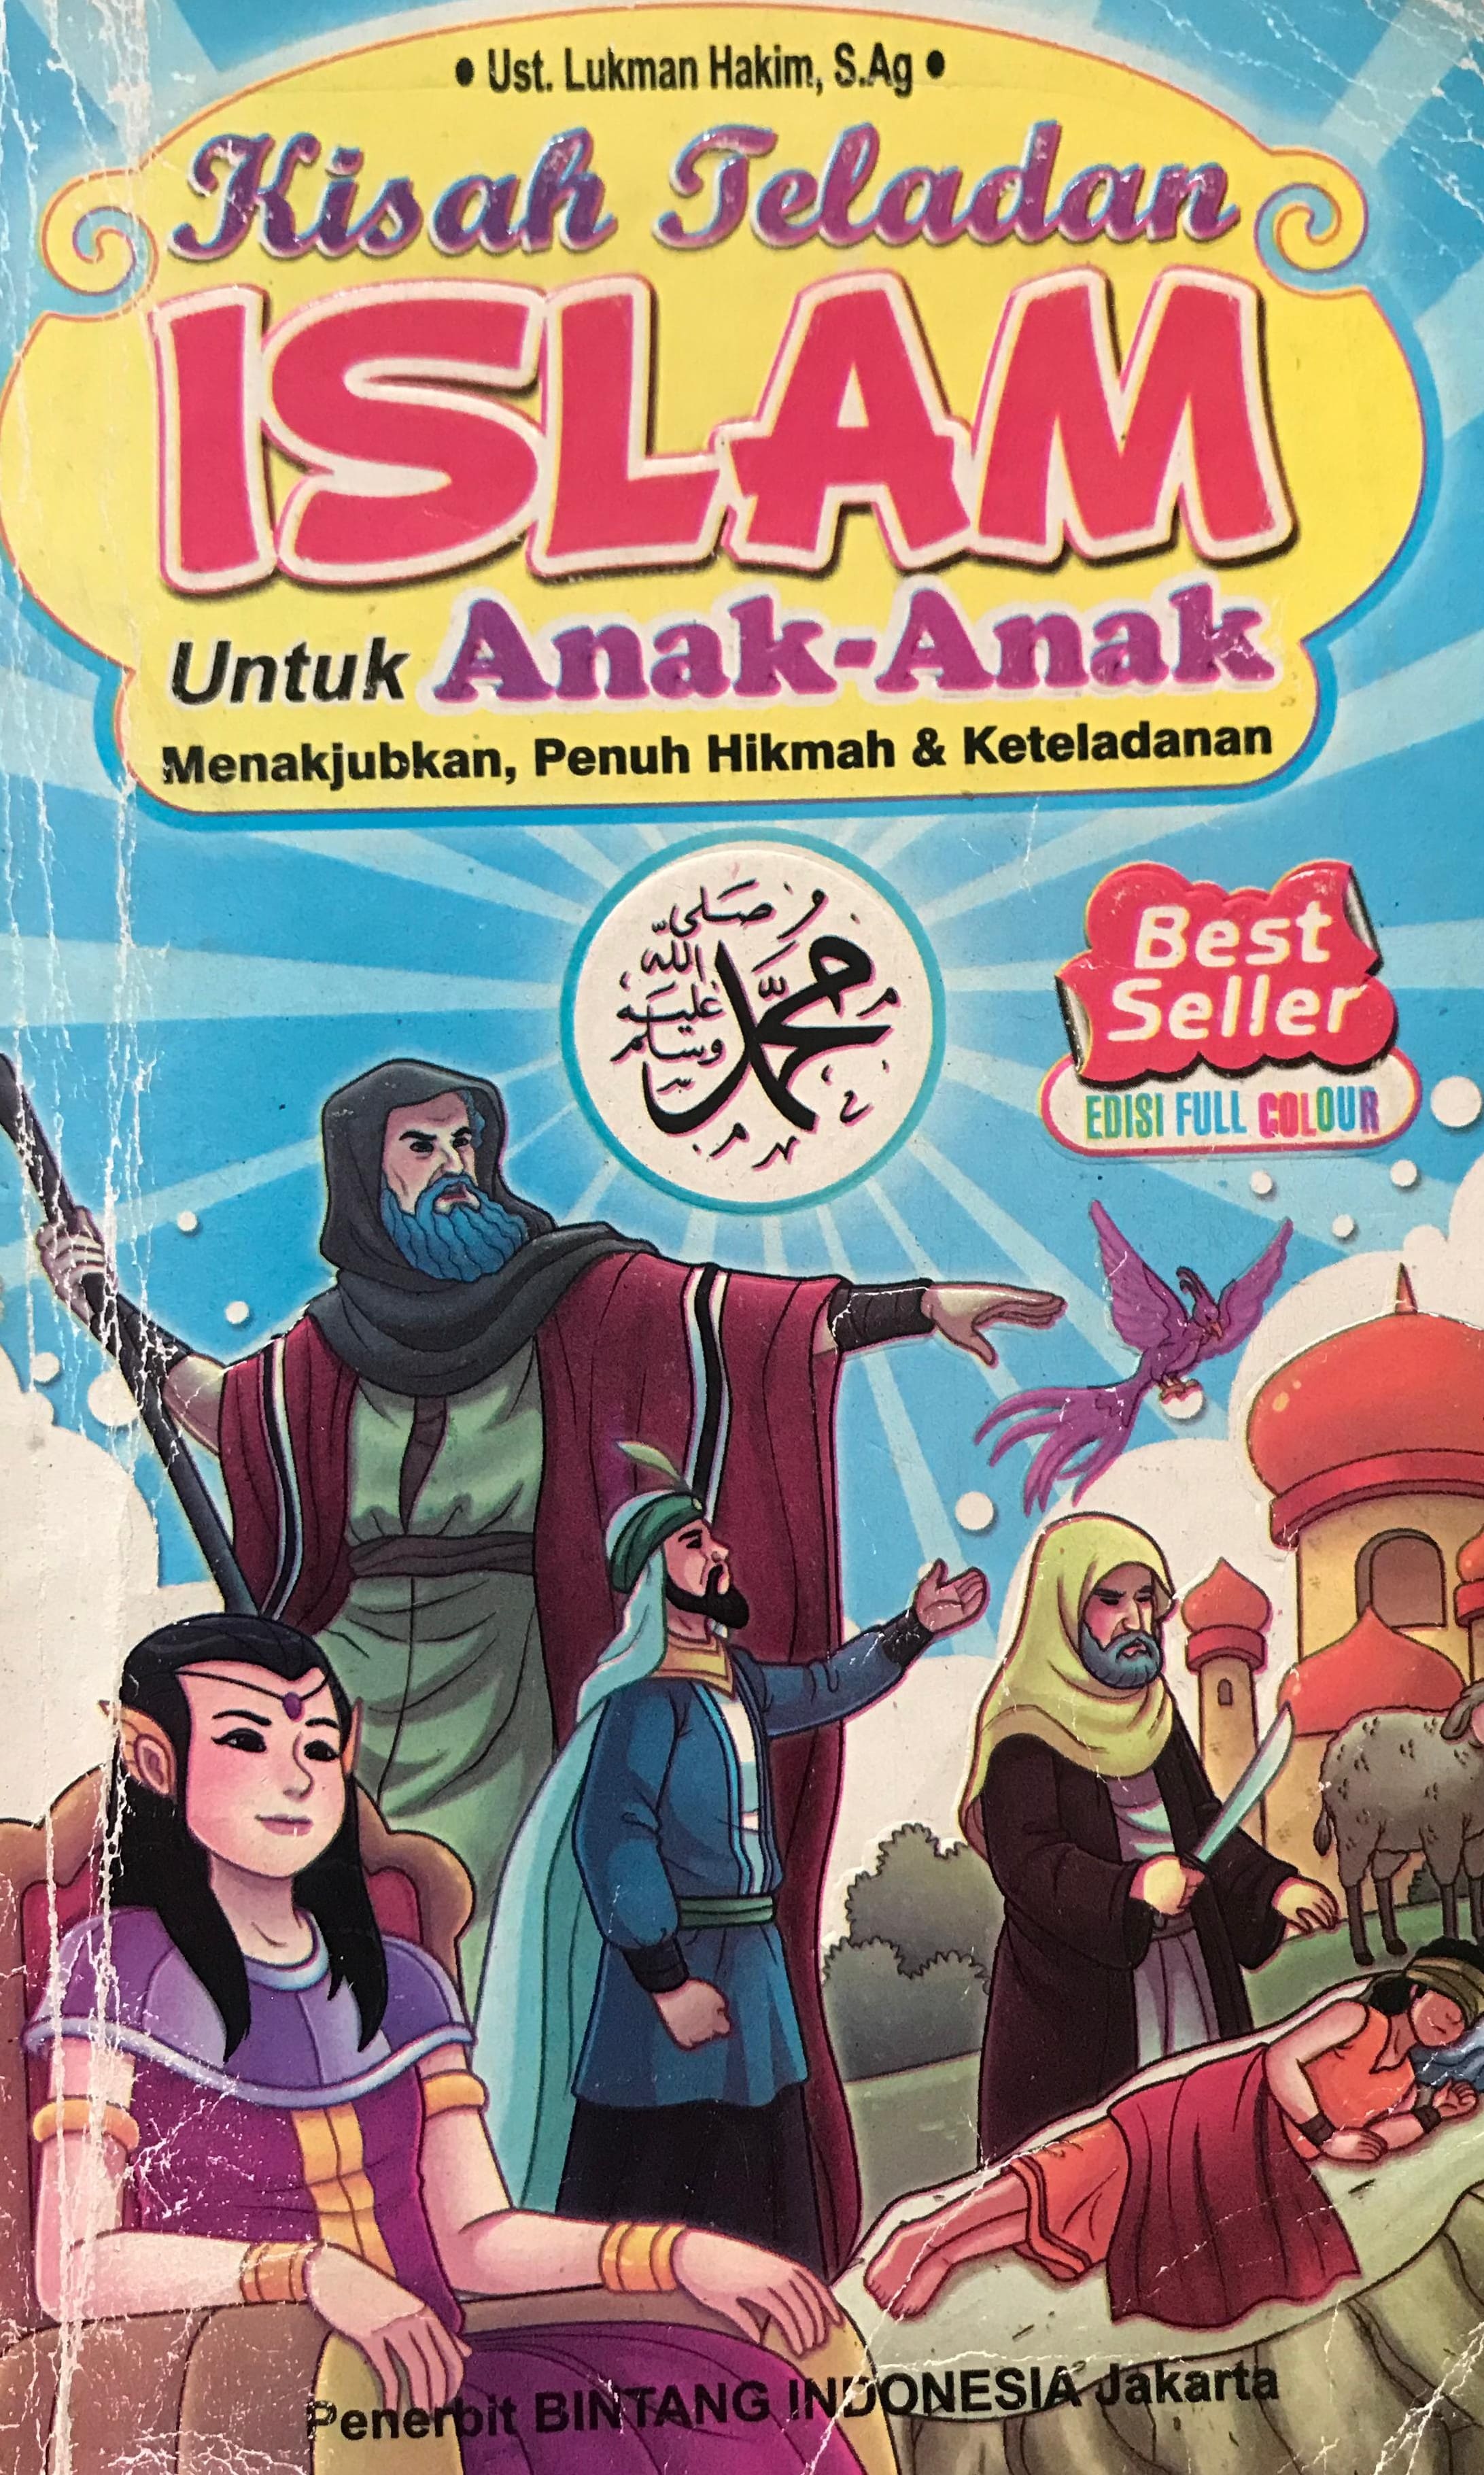 • Ust. Lukman Hakim, S.Ag •
Kisah Teladan
ISLAM
Untuk Anak-Anak
Menakjubkan, Penuh Hikmah & Keteladanan
صلى
الله
عليه
وسلم
محمد
Best
Seller
EDISI FULL COLOUR
Penerbit BINTANG INDONESIA Jakarta